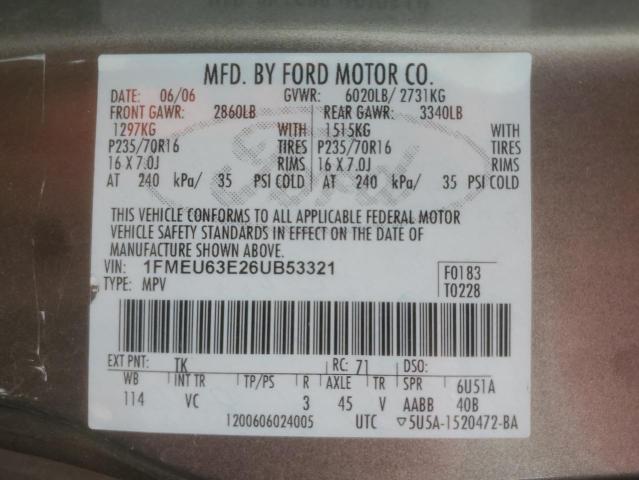 MFD. BY FORD MOTOR CO.
DATE: 06/06 GVWR: 6020LB/ 2731KG
FRONT GAWR: 2860LB REAR GAWR: 3340LB
1297KG WITH 1515KG WITH
P235/70R16 TIRES P235/70R16 TIRES
16 X 7.0J RIMS 16 X 7.0J RIMS
AT 240 kPa/ 35 PSI COLD AT 240 kPa/ 35 PSI COLD
THIS VEHICLE CONFORMS TO ALL APPLICABLE FEDERAL MOTOR
VEHICLE SAFETY STANDARDS IN EFFECT ON THE DATE OF
MANUFACTURE SHOWN ABOVE.
VIN: 1FMEU63E26UB53321 F0183
TYPE: MPV T0228
EXT PNT: TK RC: 71 DSO:
WB INT TR TP/PS R AXLE TR SPR 6U51A
114 VC 3 45 V AABB 40B
1200606024005 UTC ▽5U5A-1520472-BA